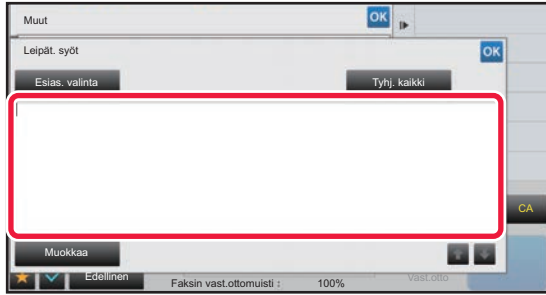 Muut OK
Leipät. syöt OK
Esias. valinta Tyhj. kaikki
CA
Muokkaa
Edellinen Vast.otto
Faksin vast.ottomuisti : 100%